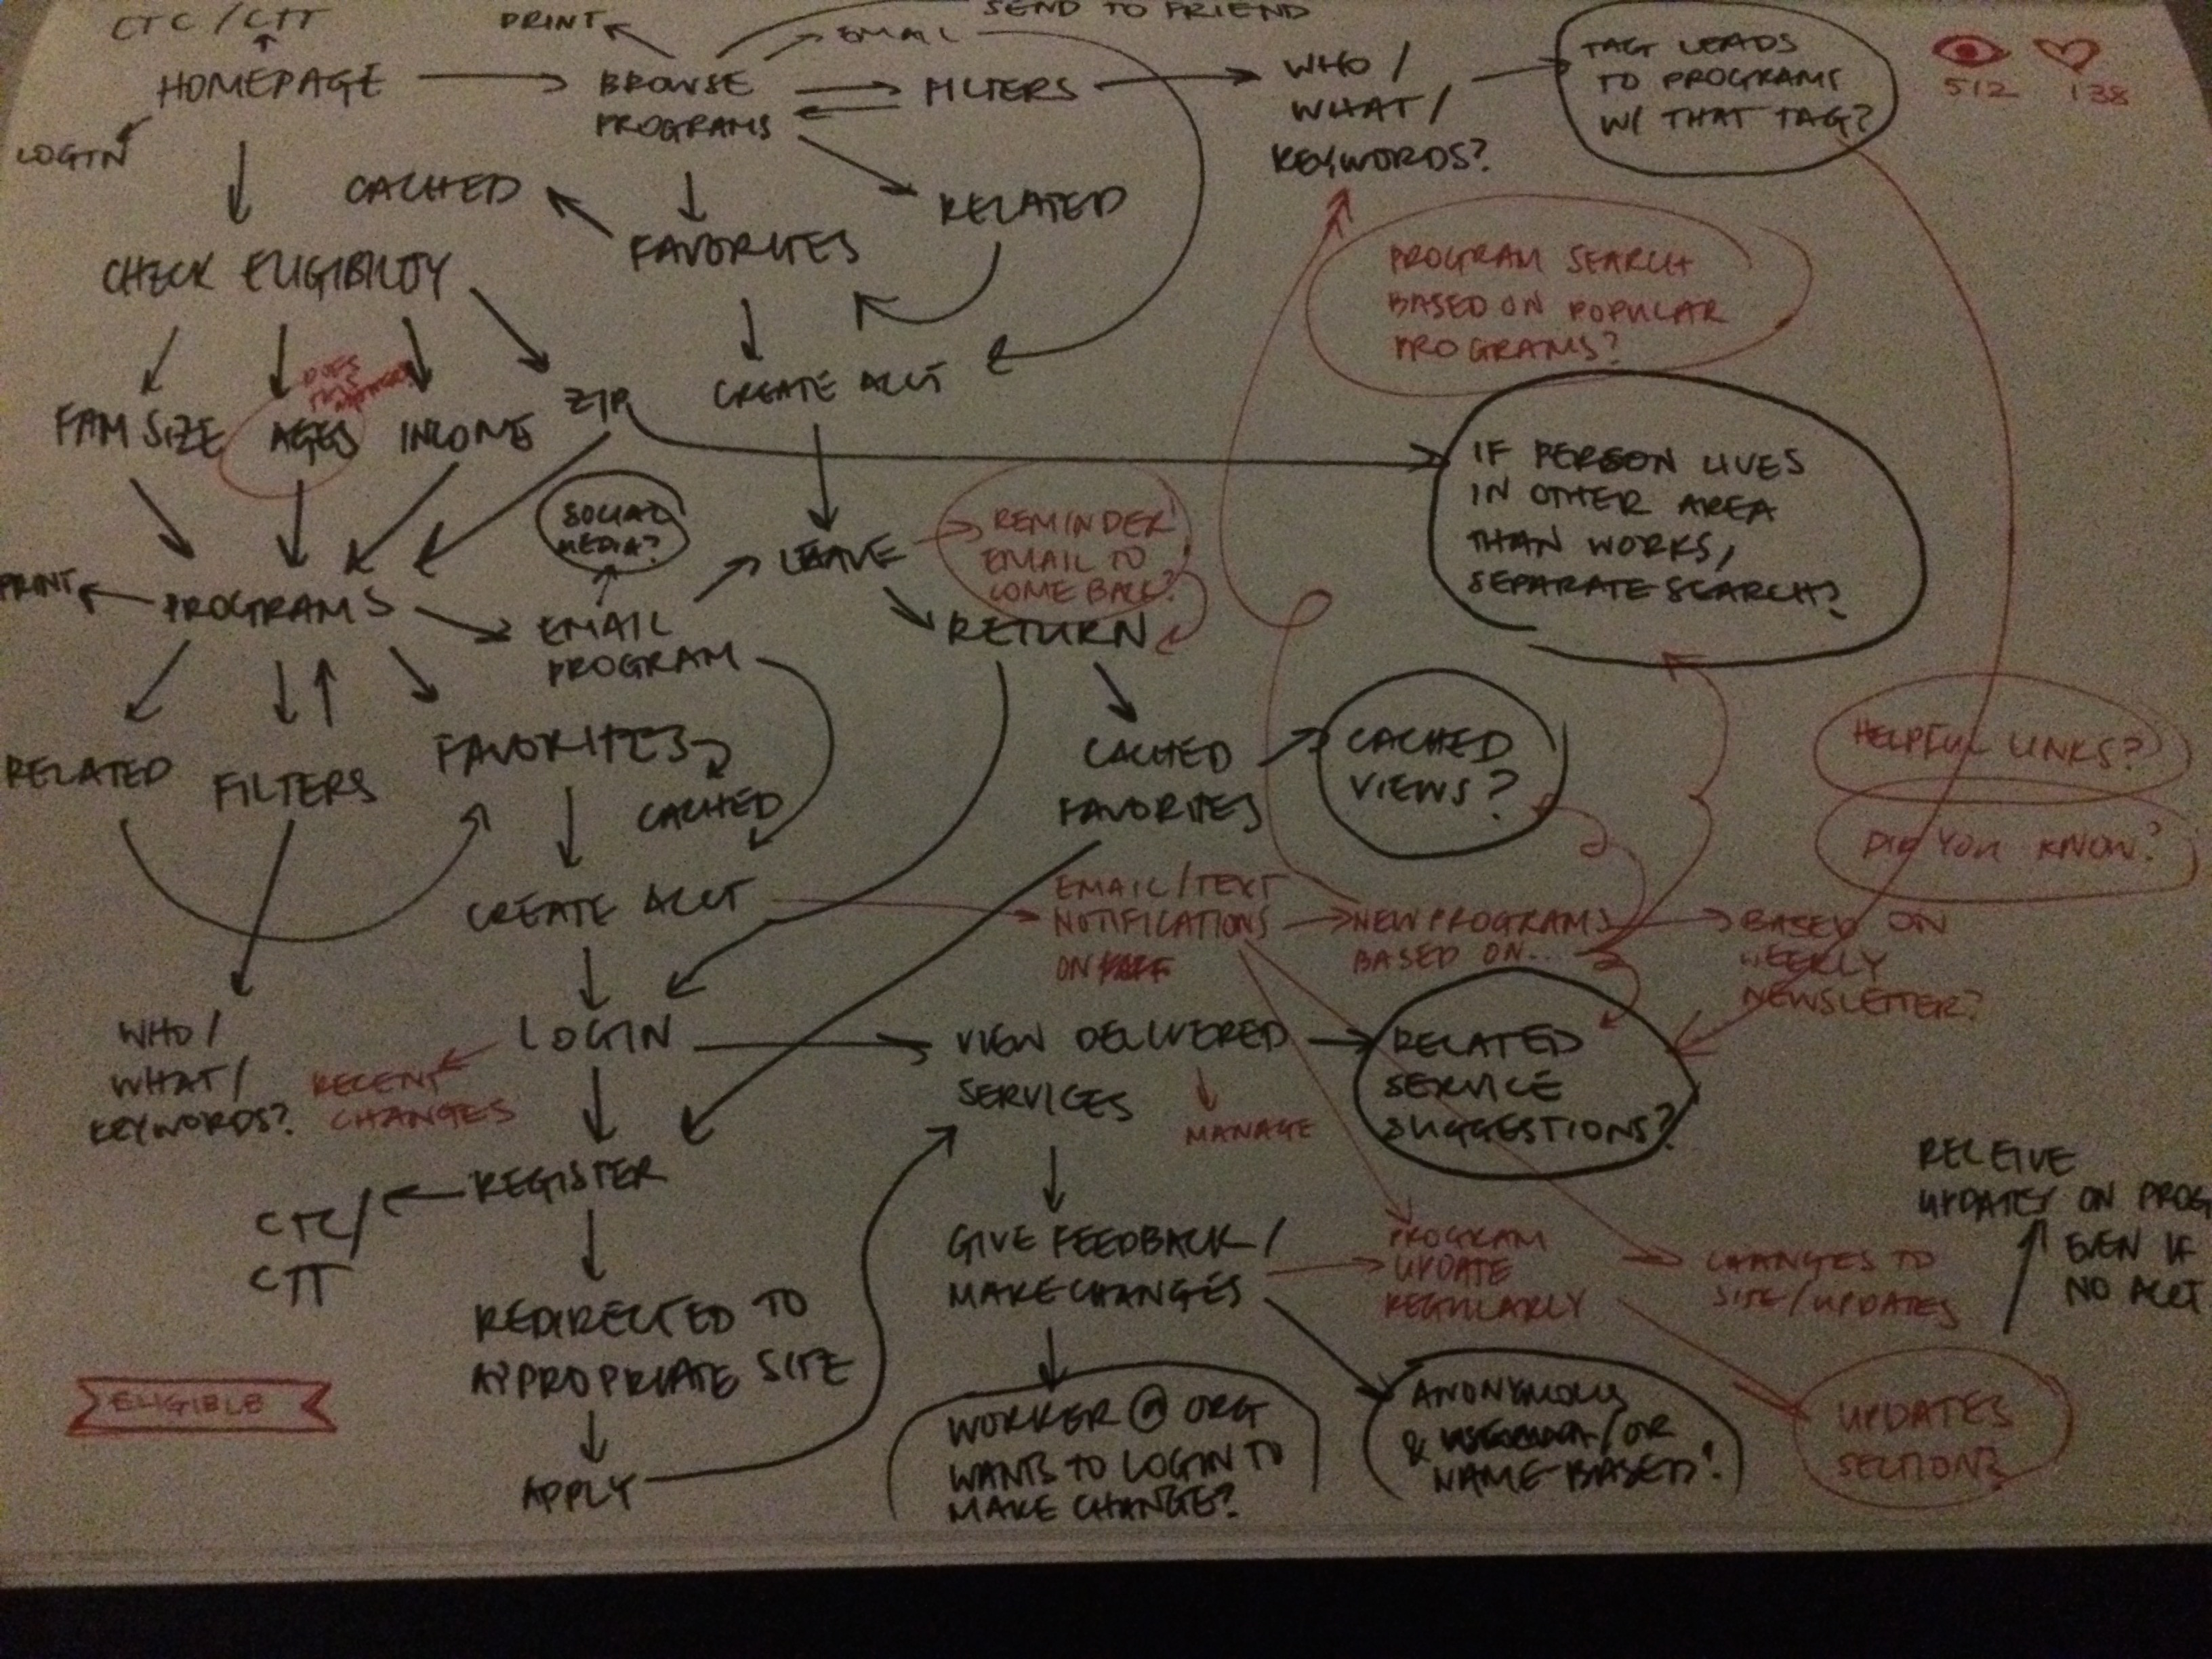 CTC / CTT
PRINT
EMAIL
SEND TO FRIEND
HOMEPAGE
BROWSE
PROGRAMS
FILTERS
WHO /
WHAT /
KEYWORDS?
TAG LEADS
TO PROGRAMS
W/ THAT TAG?
512
138
LOGIN
CACHED
FAVORITES
RELATED
CHECK ELIGIBILITY
PROGRAM SEARCH
BASED ON POPULAR
PROGRAMS?
DOES
THIS
MATTER?
FAM SIZE
AGES
INCOME
ZIP
CREATE ACCT
IF PERSON LIVES
IN OTHER AREA
THAN WORKS,
SEPARATE SEARCH?
SOCIAL
MEDIA?
LEAVE
REMINDER
EMAIL TO
COME BACK?
PRINT
PROGRAMS
EMAIL
PROGRAM
RETURN
RELATED
FILTERS
FAVORITES
CACHED
CACHED
FAVORITES
CACHED
VIEWS?
HELPFUL LINKS?
DID YOU KNOW?
CREATE ACCT
EMAIL/TEXT
NOTIFICATIONS
ON
NEW PROGRAMS
BASED ON..
BASED ON
WEEKLY
NEWSLETTER?
WHO /
WHAT /
KEYWORDS?
RECENT
CHANGES
LOGIN
VIEW DELIVERED
SERVICES
MANAGE
RELATED
SERVICE
SUGGESTIONS?
REGISTER
CTC/
CTT
GIVE FEEDBACK /
MAKE CHANGES
PROGRAM
UPDATE
REGULARLY
CHANGES TO
SITE/UPDATES
RECEIVE
UPDATES ON PROG
EVEN IF
NO ACCT
REDIRECTED TO
APPROPRIATE SITE
ELIGIBLE
APPLY
WORKER @ ORG
WANTS TO LOGIN TO
MAKE CHANGE?
ANONYMOUS
& / OR
NAME-BASED?
UPDATES
SECTION?